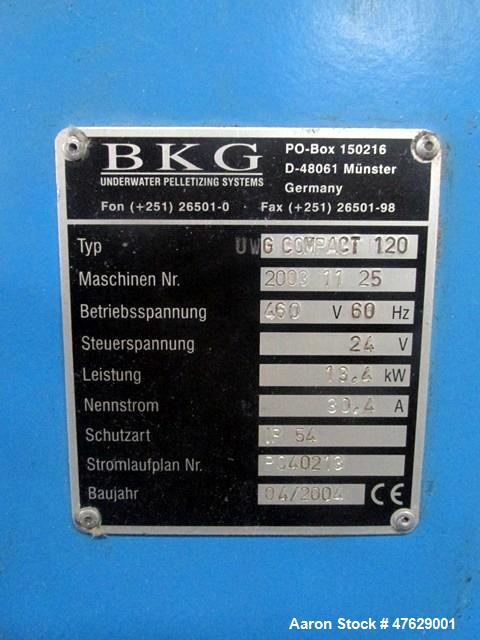 BKG
UNDERWATER PELLETIZING SYSTEMS
PO-Box 150216
D-48061 Münster
Germany
Fon (+251) 26501-0 Fax (+251) 26501-98
Typ UWG COMPACT 120
Maschinen Nr. 2003 11 25
Betriebsspannung 460 V 60 Hz
Steuerspannung 24 V
Leistung 13.4 kW
Nennstrom 30.4 A
Schutzart IP 54
Stromlaufplan Nr.
Baujahr 04/2004 CE
Aaron Stock # 47629001